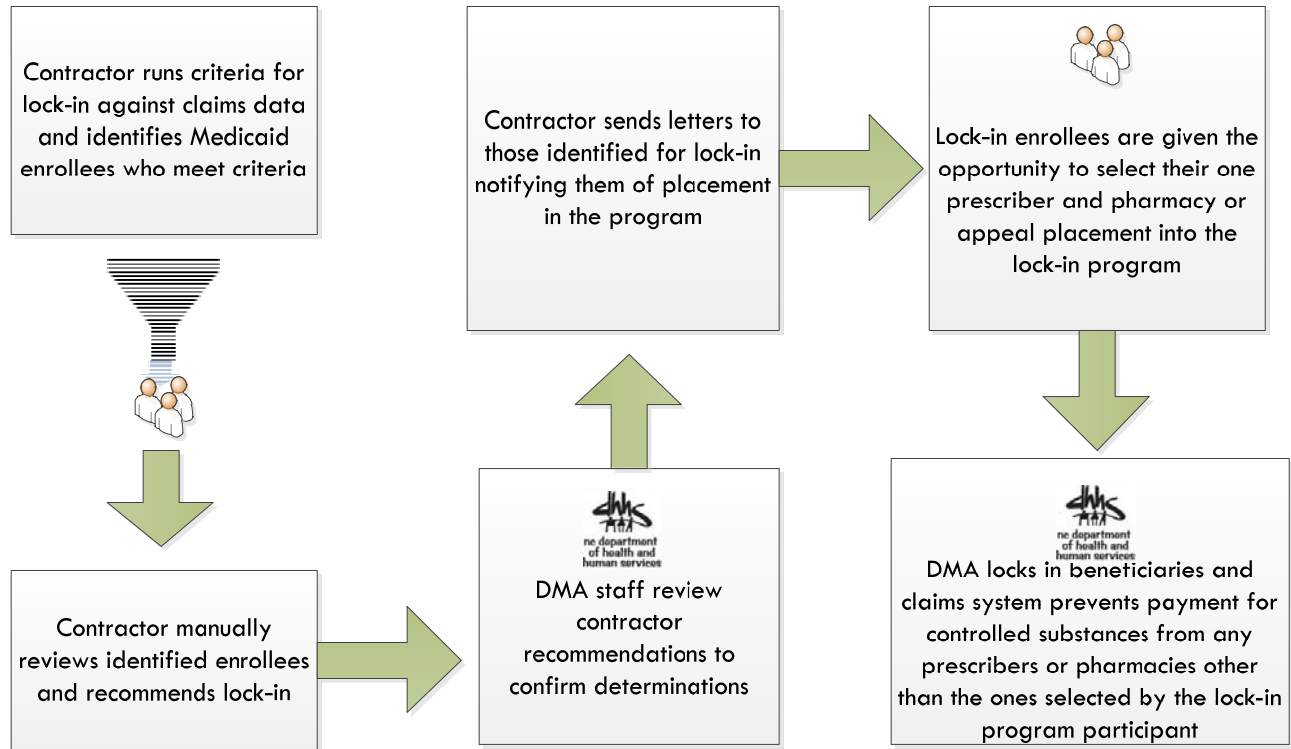 Contractor runs criteria for
lock-in against claims data
and identifies Medicaid
enrollees who meet criteria
Contractor manually
reviews identified enrollees
and recommends lock-in
dhhs
nc department
of health and
human services
DMA staff review
contractor
recommendations to
confirm determinations
Contractor sends letters to
those identified for lock-in
notifying them of placement
in the program
Lock-in enrollees are given the
opportunity to select their one
prescriber and pharmacy or
appeal placement into the
lock-in program
dhhs
nc department
of health and
human services
DMA locks in beneficiaries and
claims system prevents payment for
controlled substances from any
prescribers or pharmacies other
than the ones selected by the lock-in
program participant